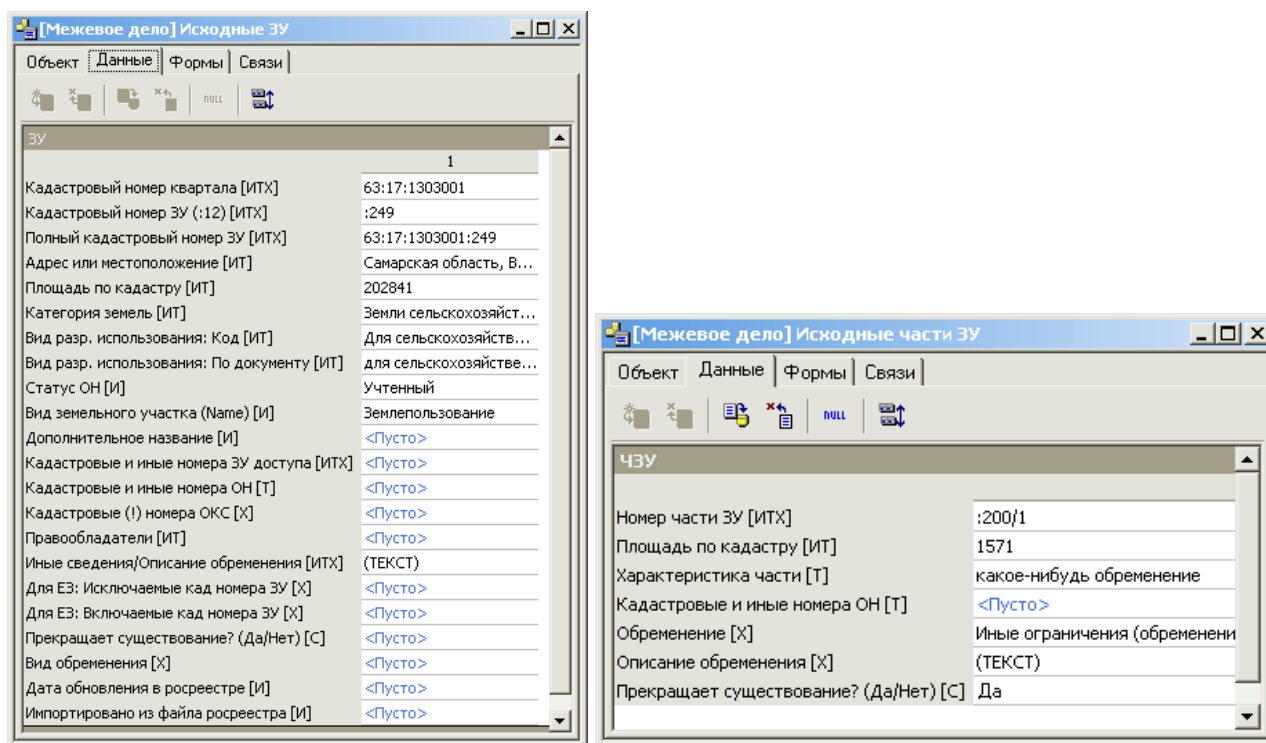 [Межевое дело] Исходные ЗУ
Объект Данные Формы Связи
NULL
ЗУ
1
Кадастровый номер квартала [ИТХ] 63:17:1303001
Кадастровый номер ЗУ (:12) [ИТХ] :249
Полный кадастровый номер ЗУ [ИТХ] 63:17:1303001:249
Адрес или местоположение [ИТ] Самарская область, В...
Площадь по кадастру [ИТ] 202841
Категория земель [ИТ] Земли сельскохозяйст...
Вид разр. использования: Код [ИТ] Для сельскохозяйств...
Вид разр. использования: По документу [ИТ] для сельскохозяйстве...
Статус ОН [И] Учтенный
Вид земельного участка (Name) [И] Землепользование
Дополнительное название [И] <Пусто>
Кадастровые и иные номера ЗУ доступа [ИТХ] <Пусто>
Кадастровые и иные номера ОН [Т] <Пусто>
Кадастровые (!) номера ОКС [Х] <Пусто>
Правообладатели [ИТ] <Пусто>
Иные сведения/Описание обременения [ИТХ] (ТЕКСТ)
Для ЕЗ: Исключаемые кад номера ЗУ [Х] <Пусто>
Для ЕЗ: Включаемые кад номера ЗУ [Х] <Пусто>
Прекращает существование? (Да/Нет) [С] <Пусто>
Вид обременения [Х] <Пусто>
Дата обновления в росреестре [И] <Пусто>
Импортировано из файла росреестра [И] <Пусто>
[Межевое дело] Исходные части ЗУ
Объект Данные Формы Связи
NULL
ЧЗУ
Номер части ЗУ [ИТХ] :200/1
Площадь по кадастру [ИТ] 1571
Характеристика части [Т] какое-нибудь обременение
Кадастровые и иные номера ОН [Т] <Пусто>
Обременение [Х] Иные ограничения (обременени
Описание обременения [Х] (ТЕКСТ)
Прекращает существование? (Да/Нет) [С] Да